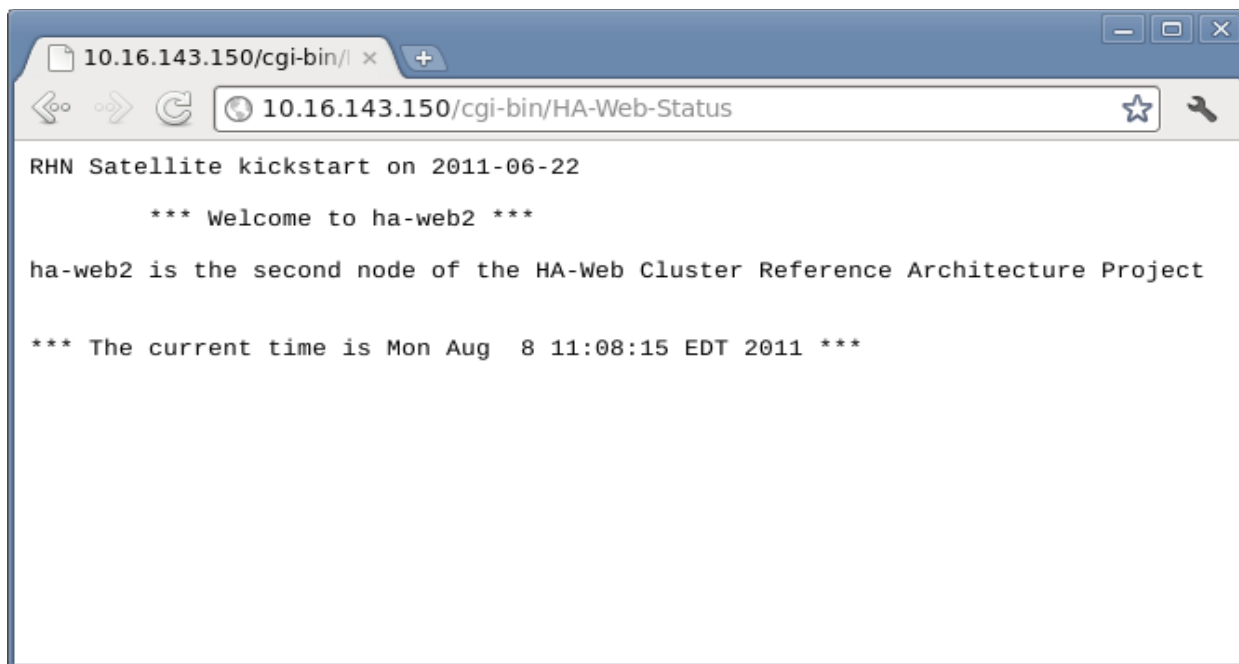 10.16.143.150/cgi-bin/
10.16.143.150/cgi-bin/HA-Web-Status
RHN Satellite kickstart on 2011-06-22
*** Welcome to ha-web2 ***
ha-web2 is the second node of the HA-Web Cluster Reference Architecture Project
*** The current time is Mon Aug  8 11:08:15 EDT 2011 ***